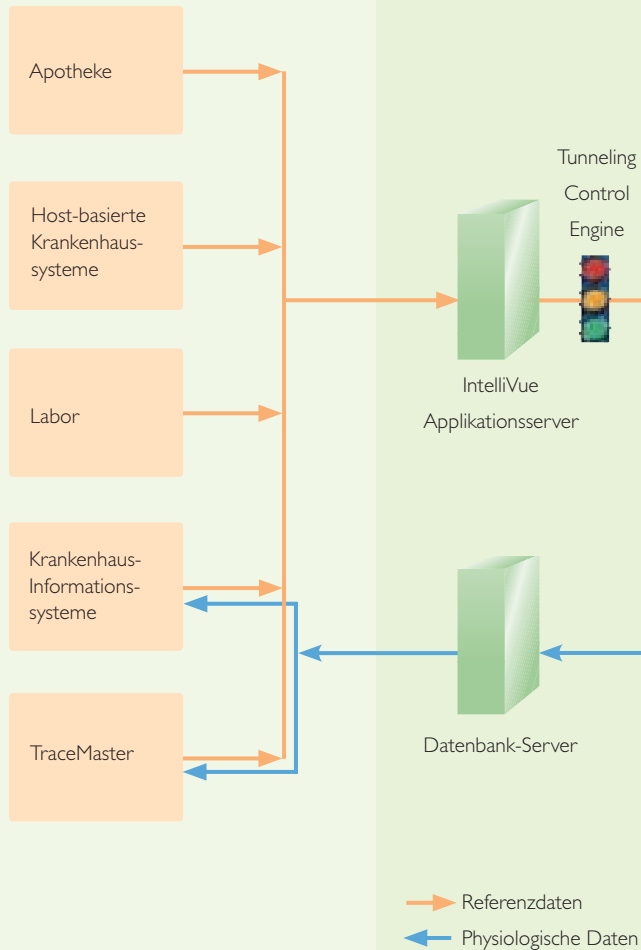 Apotheke
Host-basierte
Krankenhaus-
systeme
Labor
Krankenhaus-
Informations-
systeme
TraceMaster
Tunneling
Control
Engine
IntelliVue
Applikationsserver
Datenbank-Server
Referenzdaten
Physiologische Daten